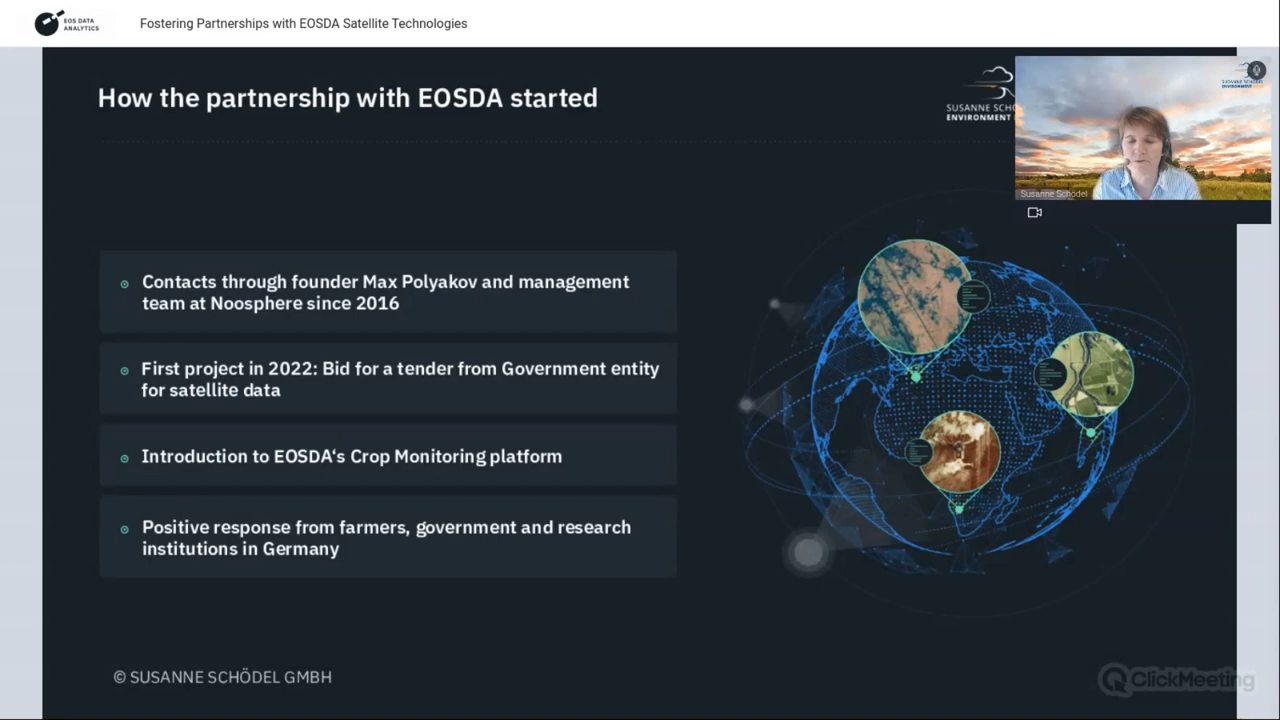 EOS DATA
ANALYTICS
Fostering Partnerships with EOSDA Satellite Technologies
How the partnership with EOSDA started
SUSANNE
ENVIRONMENT
Susanne Schödel
Contacts through founder Max Polyakov and management
team at Noosphere since 2016
First project in 2022: Bid for a tender from Government entity
for satellite data
Introduction to EOSDA‘s Crop Monitoring platform
Positive response from farmers, government and research
institutions in Germany
© SUSANNE SCHÖDEL GMBH
ClickMeeting